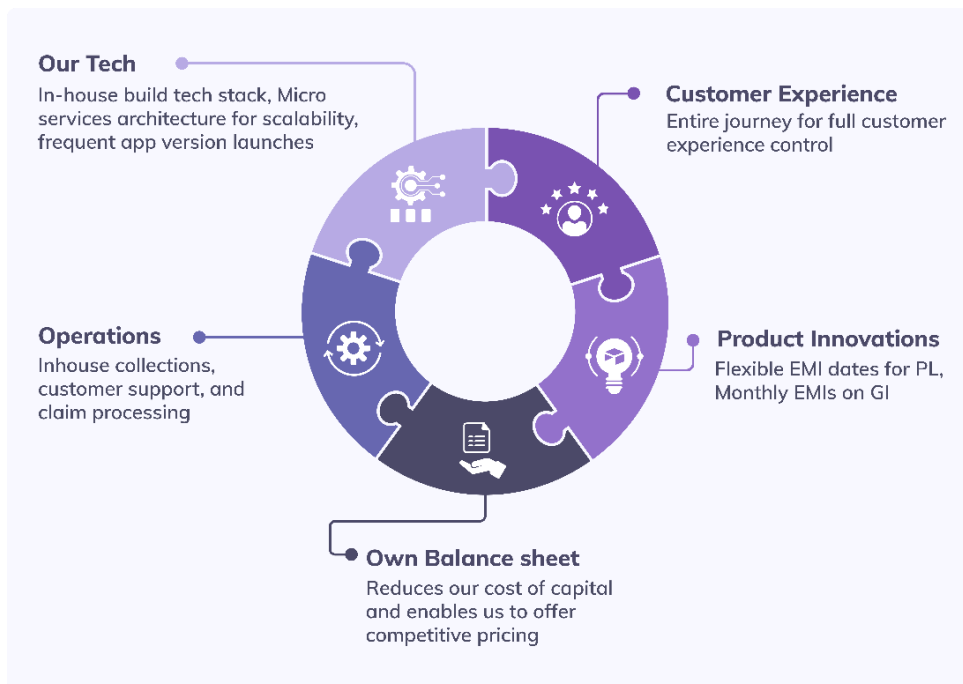 Our Tech
In-house build tech stack, Micro
services architecture for scalability,
frequent app version launches
Customer Experience
Entire journey for full customer
experience control
Operations
Inhouse collections,
customer support, and
claim processing
Product Innovations
Flexible EMI dates for PL,
Monthly EMIs on GI
Own Balance sheet
Reduces our cost of capital
and enables us to offer
competitive pricing